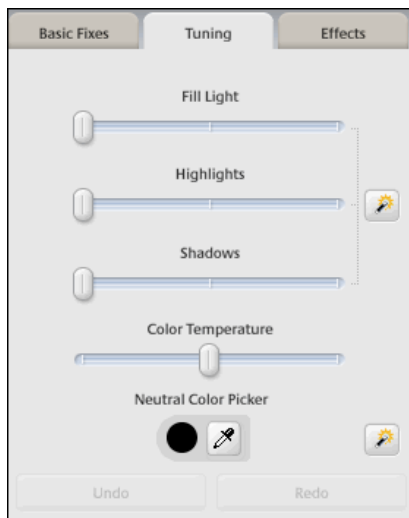 Basic Fixes Tuning Effects
Fill Light
Highlights
Shadows
Color Temperature
Neutral Color Picker
Undo Redo